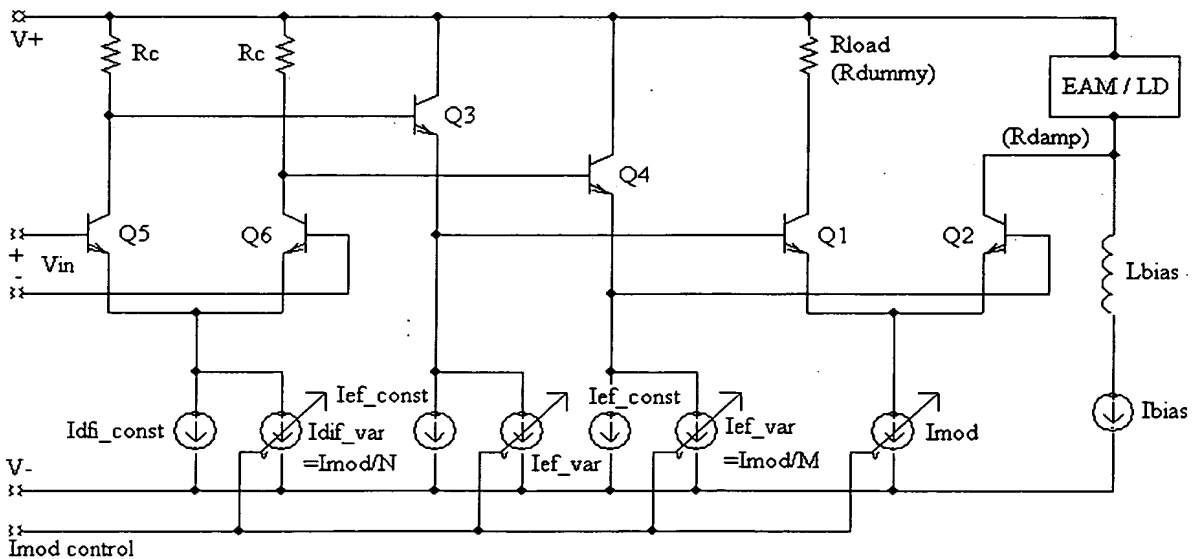 V+
Rc
Rc
Rload
(Rdummy)
EAM / LD
Q3
(Rdamp)
Q4
Q5
Q6
Q1
Q2
+
Vin
-
Lbias
Idfi_const
Idif_var
=Imod/N
Ief_const
Ief_var
Ief_const
Ief_var
=Imod/M
Imod
Ibias
V-
Imod control